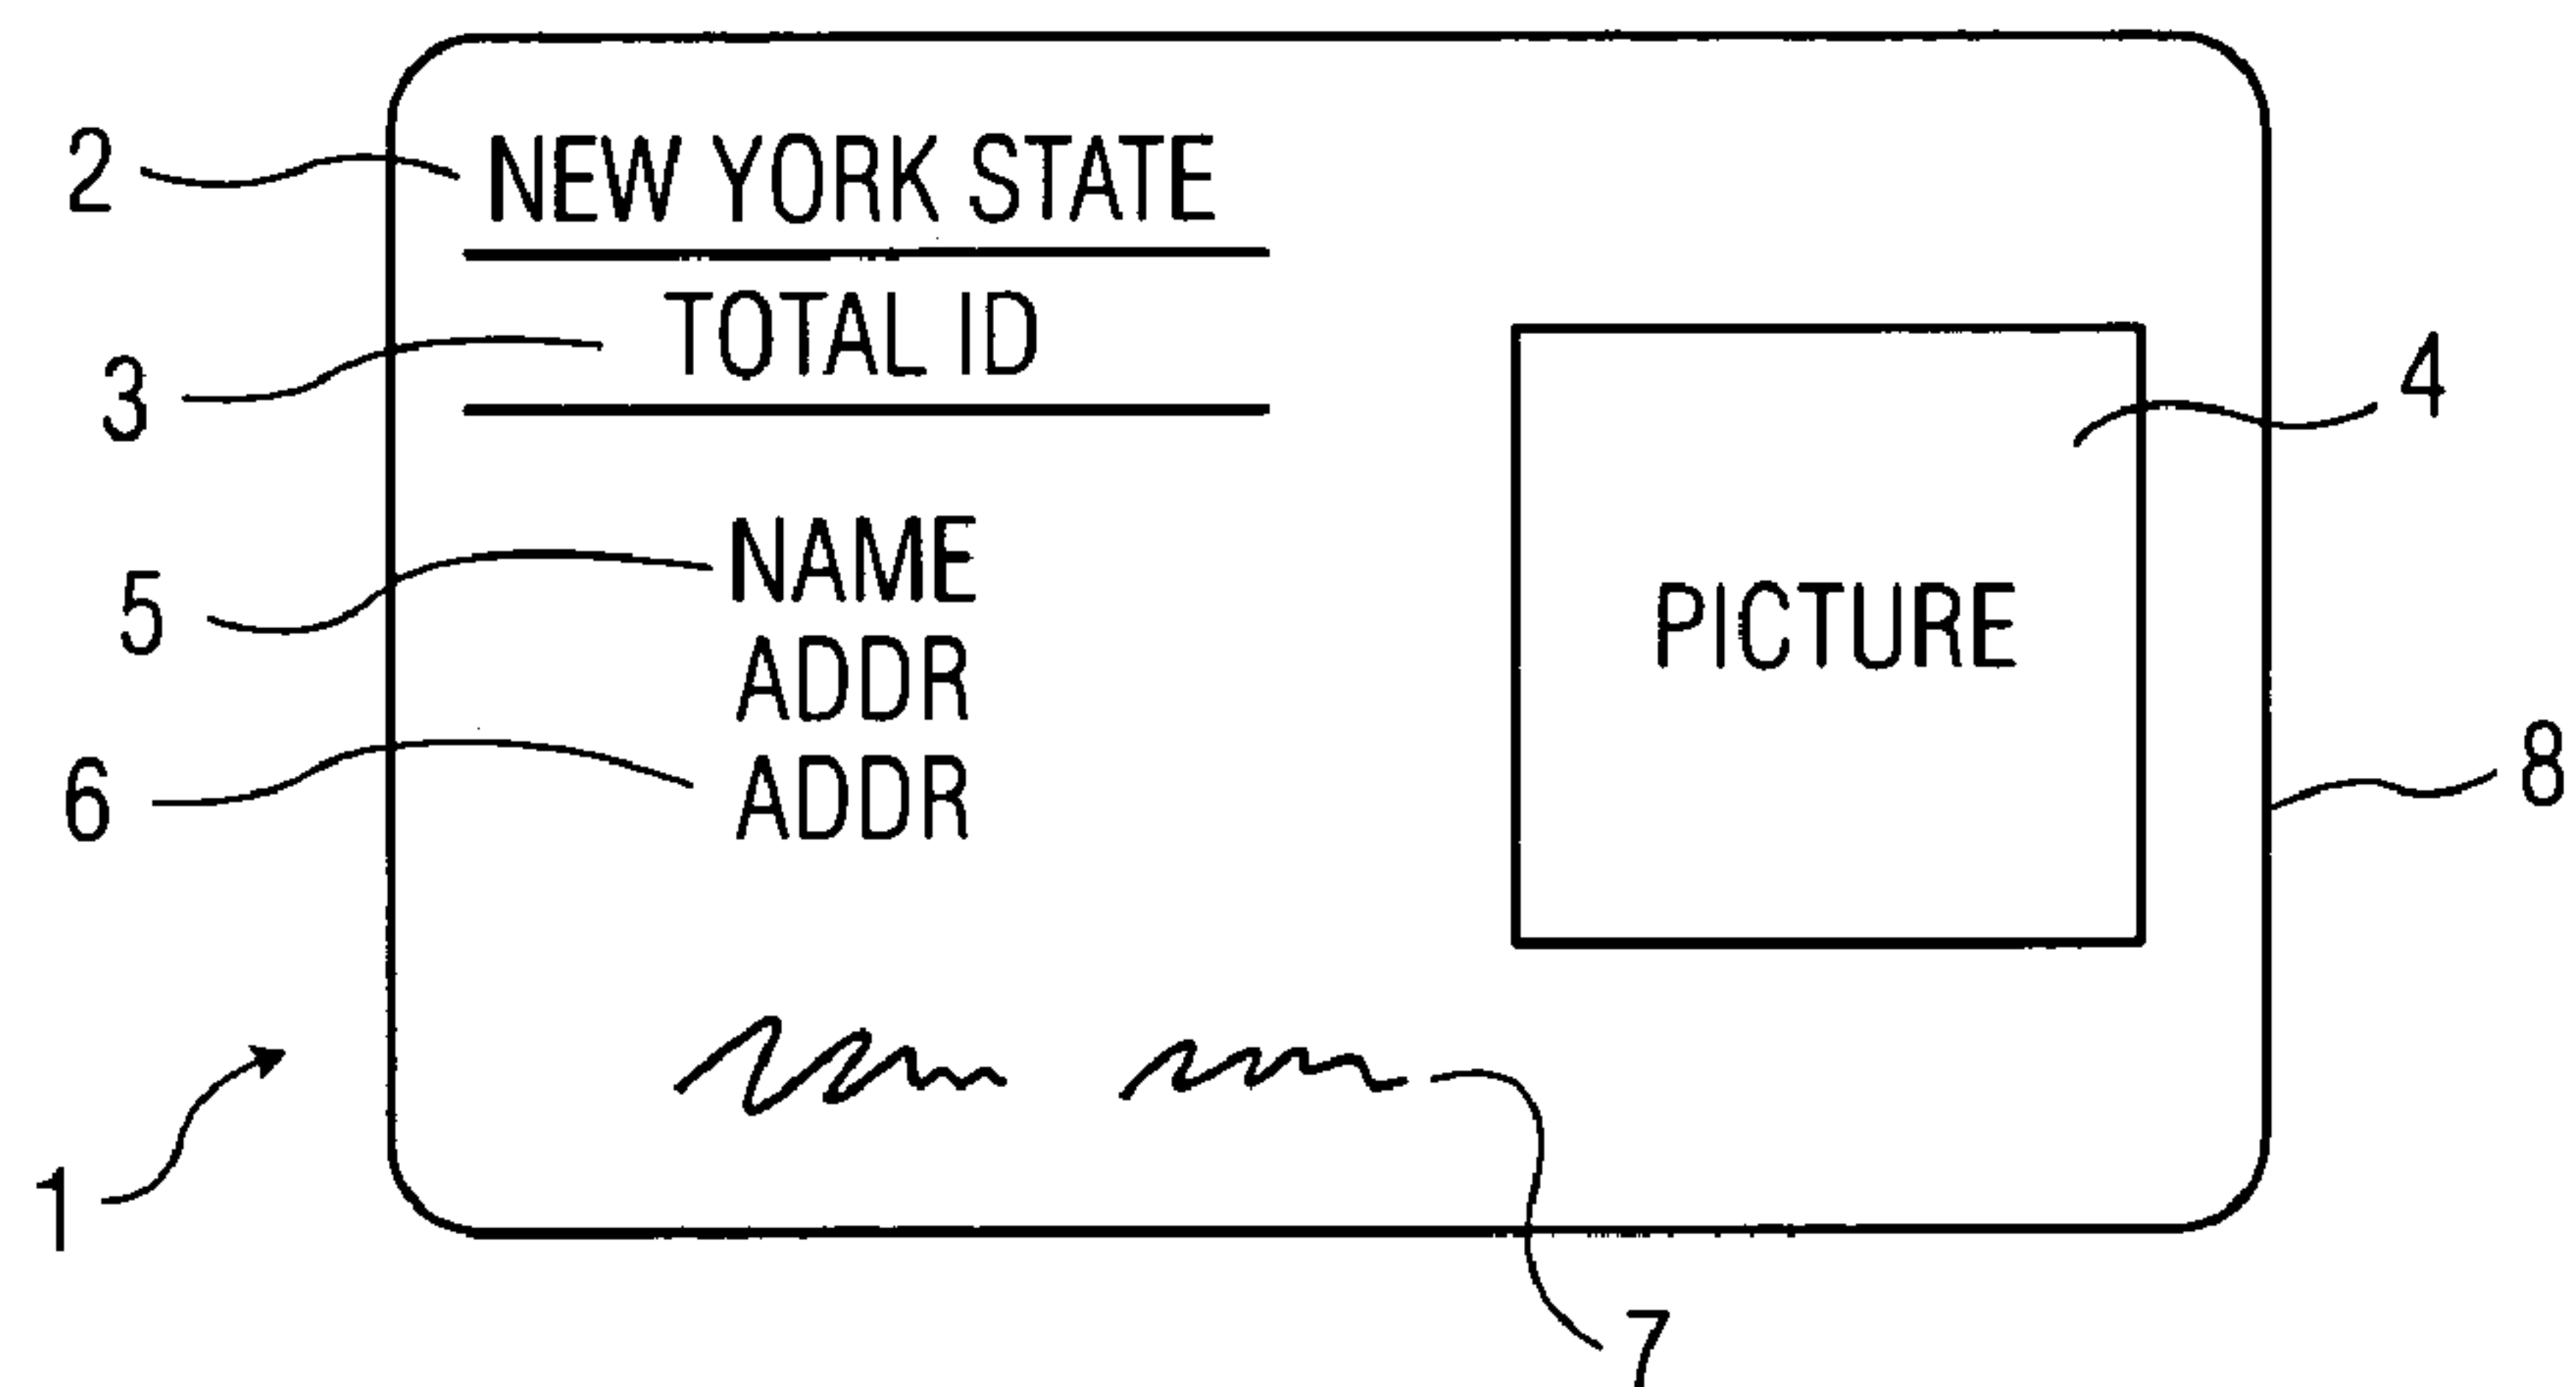 2 NEW YORK STATE
3 TOTAL ID
4
5 NAME
ADDR
6 ADDR
PICTURE
8
1
7